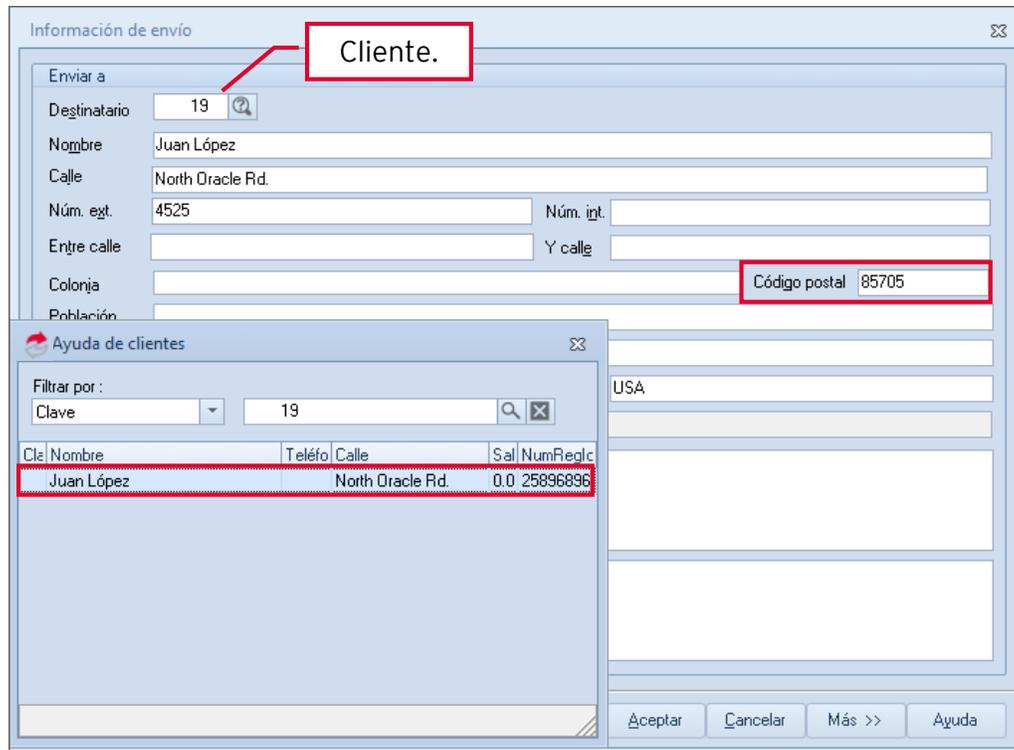 Información de envío
Cliente.
Enviar a
Destinatario 19
Nombre Juan López
Calle North Oracle Rd.
Núm. ext. 4525 Núm. int.
Entre calle Y calle
Colonia Código postal 85705
Población
Ayuda de clientes
Filtrar por :
USA
Clave 19
Cla Nombre Teléfo Calle Sal NumRegIc
Juan López North Oracle Rd. 0.0 25896896
Aceptar Cancelar Más >> Ayuda